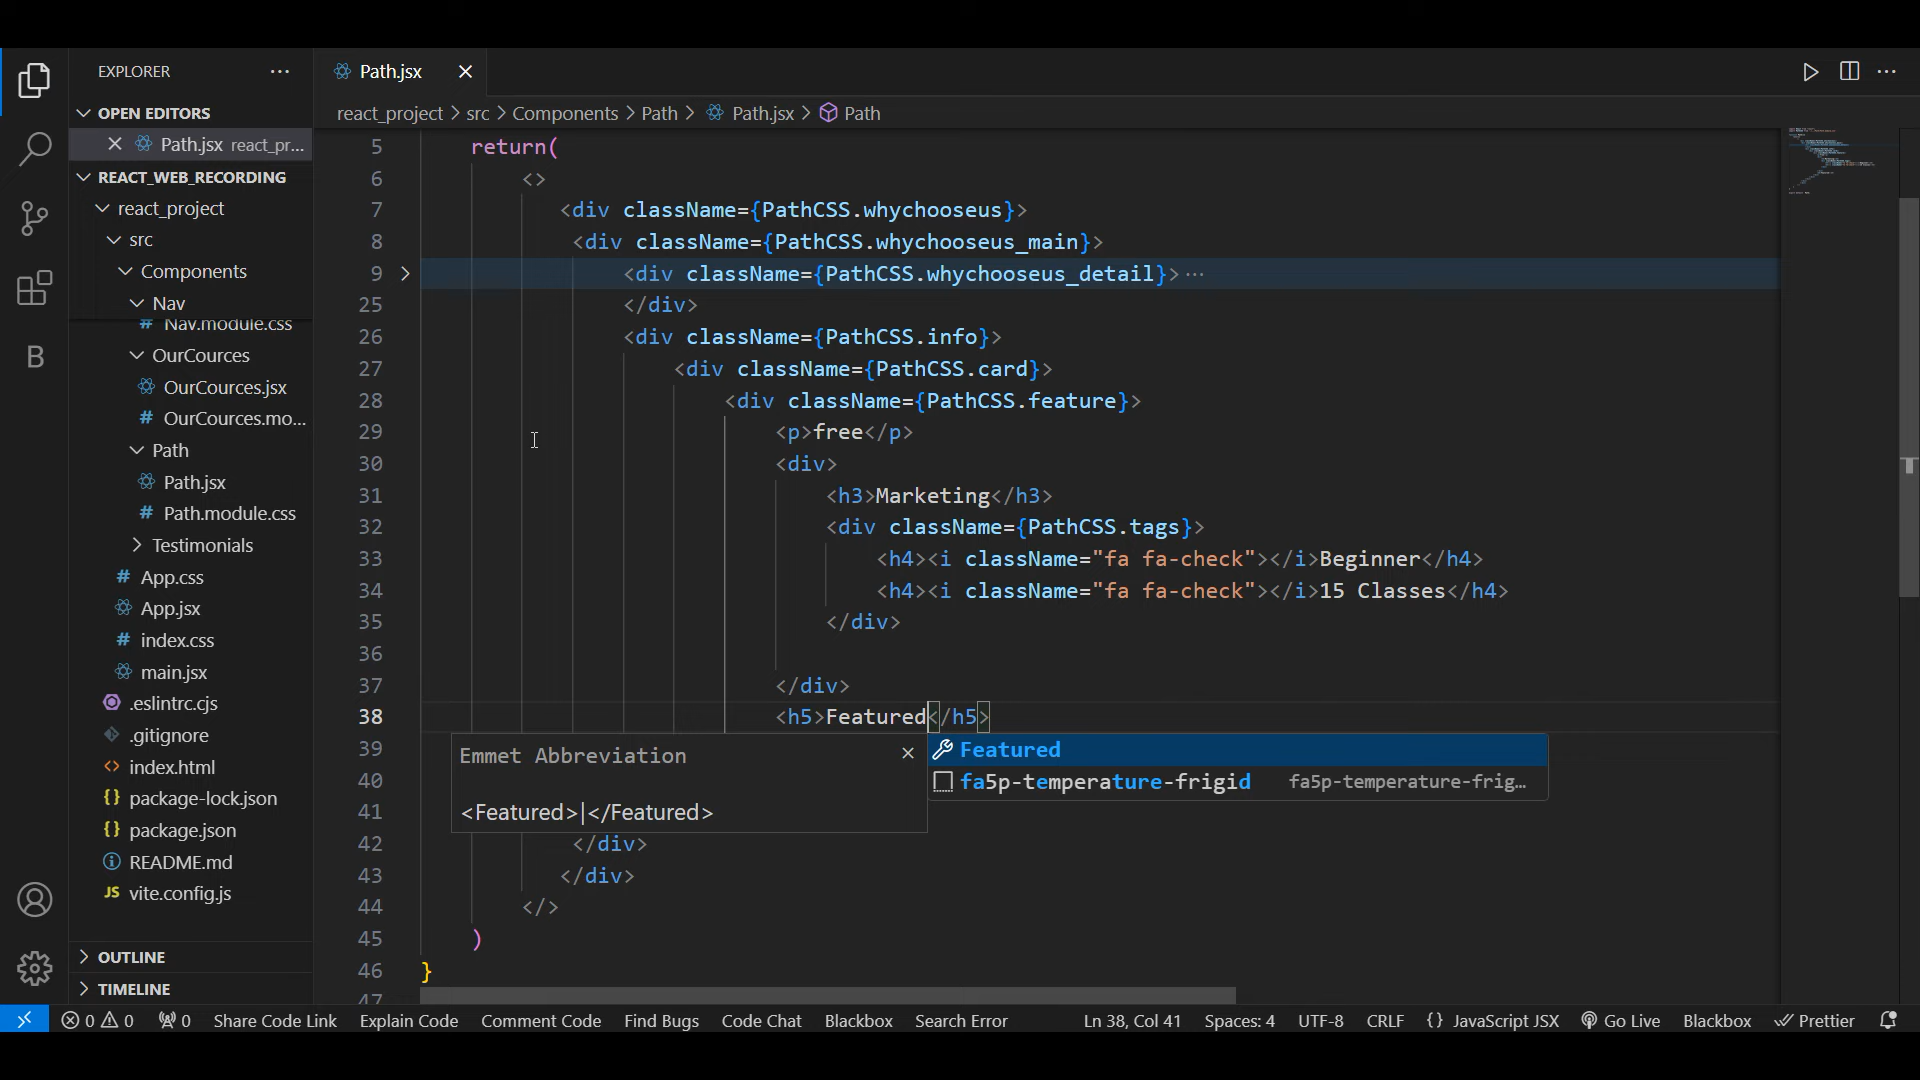 EXPLORER
···
OPEN EDITORS
Path.jsx react_pr...
REACT_WEB_RECORDING
react_project
src
Components
Nav
# Nav.module.css
OurCources
OurCources.jsx
# OurCources.mo...
Path
Path.jsx
# Path.module.css
Testimonials
# App.css
App.jsx
# index.css
main.jsx
.eslintrc.cjs
.gitignore
<> index.html
{} package-lock.json
{} package.json
README.md
JS vite.config.js
OUTLINE
TIMELINE
B
Path.jsx
···
react_project > src > Components > Path > Path.jsx > Path
5 return(
6 <>
7 <div className={PathCSS.whychooseus}>
8 <div className={PathCSS.whychooseus_main}>
9 <div className={PathCSS.whychooseus_detail}>···
25 </div>
26 <div className={PathCSS.info}>
27 <div className={PathCSS.card}>
28 <div className={PathCSS.feature}>
29 <p>free</p>
30 <div>
31 <h3>Marketing</h3>
32 <div className={PathCSS.tags}>
33 <h4><i className="fa fa-check"></i>Beginner</h4>
34 <h4><i className="fa fa-check"></i>15 Classes</h4>
35 </div>
36
37 </div>
38 <h5>Featured</h5>
39
40
41
42 </div>
43 </div>
44 </>
45 )
46 }
47
Emmet Abbreviation
<Featured>|</Featured>
Featured
fa5p-temperature-frigid fa5p-temperature-frig...
0 0 0 Share Code Link Explain Code Comment Code Find Bugs Code Chat Blackbox Search Error Ln 38, Col 41 Spaces: 4 UTF-8 CRLF {} JavaScript JSX Go Live Blackbox Prettier